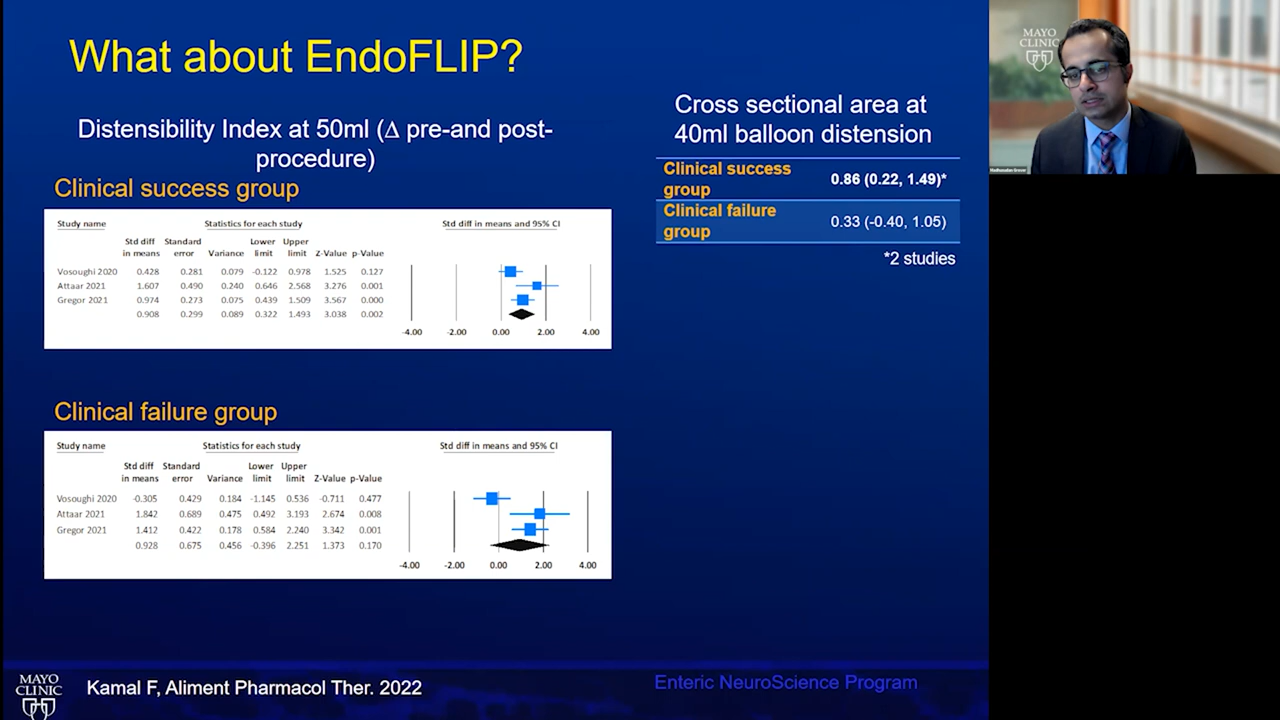 What about EndoFLIP?
Distensibility Index at 50ml (Δ pre-and post-
procedure)
Clinical success group
Study name Statistics for each study Std diff in means and 95% CI
Std diff Standard Lower Upper
in means error Variance limit limit Z-Value p-Value
Vosoughi 2020 0.428 0.281 0.079 -0.122 0.978 1.525 0.127
Attaar 2021 1.607 0.490 0.240 0.646 2.568 3.276 0.001
Gregor 2021 0.974 0.273 0.075 0.439 1.509 3.567 0.000
0.908 0.299 0.089 0.322 1.493 3.038 0.002
-4.00 -2.00 0.00 2.00 4.00
Clinical failure group
Study name Statistics for each study Std diff in means and 95% CI
Std diff Standard Lower Upper
in means error Variance limit limit Z-Value p-Value
Vosoughi 2020 -0.305 0.429 0.184 -1.145 0.536 -0.711 0.477
Attaar 2021 1.842 0.689 0.475 0.492 3.193 2.674 0.008
Gregor 2021 1.412 0.422 0.178 0.584 2.240 3.342 0.001
0.928 0.675 0.456 -0.396 2.251 1.373 0.170
-4.00 -2.00 0.00 2.00 4.00
Cross sectional area at
40ml balloon distension
Clinical success
group 0.86 (0.22, 1.49)*
Clinical failure
group 0.33 (-0.40, 1.05)
*2 studies
MAYO
CLINIC
Kamal F, Aliment Pharmacol Ther. 2022
Enteric NeuroScience Program
MAYO
CLINIC